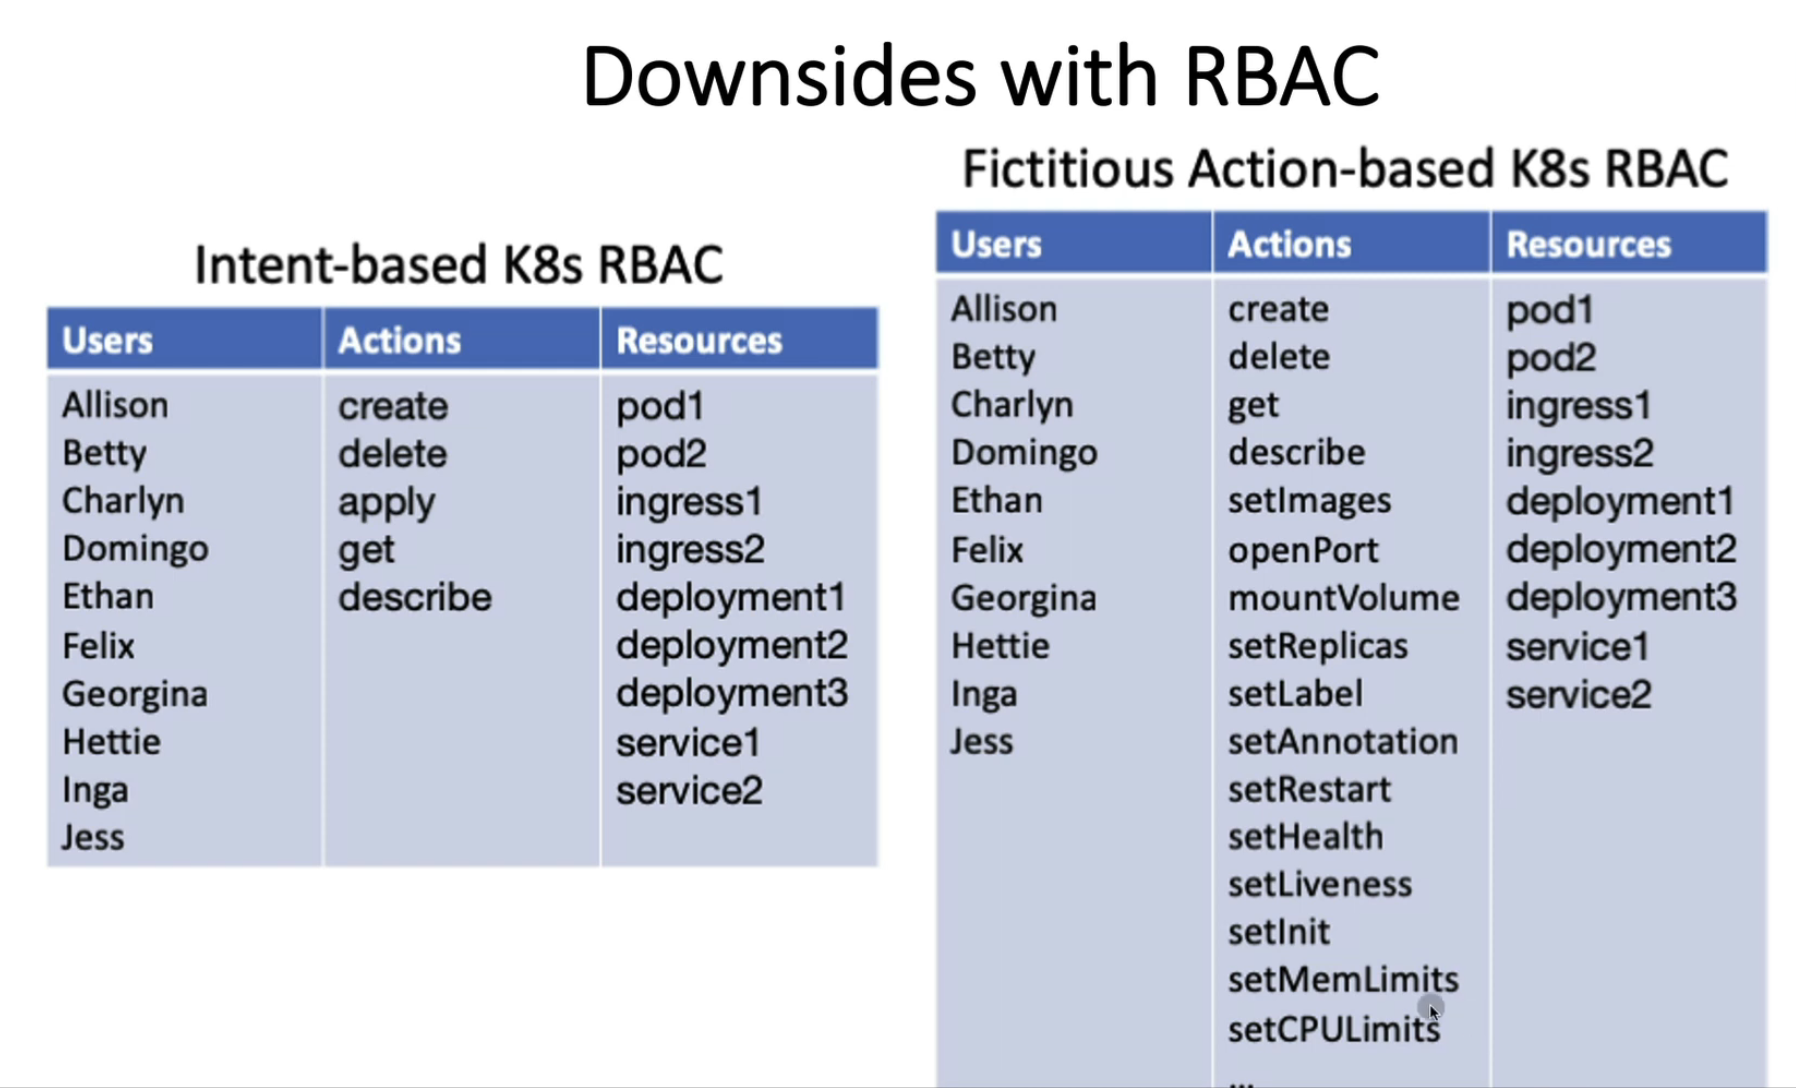 Downsides with RBAC
Intent-based K8s RBAC
Users Actions Resources
Allison create pod1
Betty delete pod2
Charlyn apply ingress1
Domingo get ingress2
Ethan describe deployment1
Felix deployment2
Georgina deployment3
Hettie service1
Inga service2
Jess
Fictitious Action-based K8s RBAC
Users Actions Resources
Allison create pod1
Betty delete pod2
Charlyn get ingress1
Domingo describe ingress2
Ethan setImages deployment1
Felix openPort deployment2
Georgina mountVolume deployment3
Hettie setReplicas service1
Inga setLabel service2
Jess setAnnotation
setRestart
setHealth
setLiveness
setInit
setMemLimits
setCPULimits
...